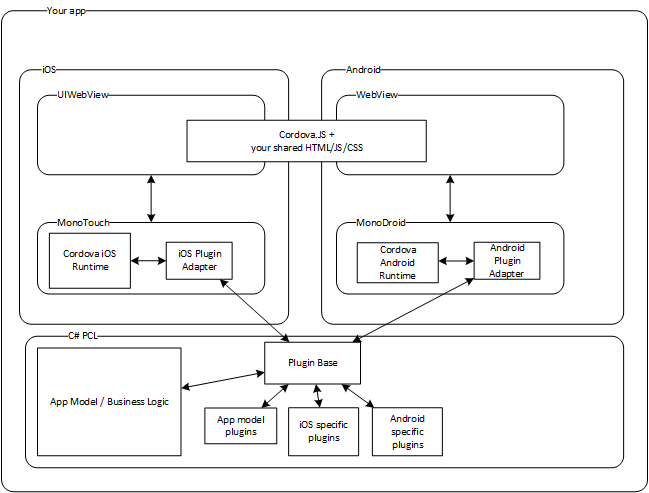 Your app
iOS
Android
UIWebView
WebView
Cordova.JS +
your shared HTML/JS/CSS
MonoTouch
MonoDroid
Cordova iOS
Runtime
iOS Plugin
Adapter
Cordova
Android
Runtime
Android
Plugin
Adapter
C# PCL
Plugin Base
App Model / Business Logic
App model
plugins
iOS specific
plugins
Android
specific
plugins